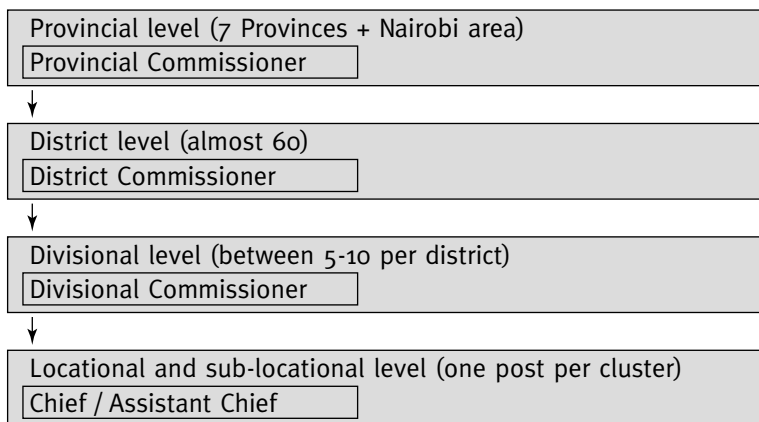 Provincial level (7 Provinces + Nairobi area)
Provincial Commissioner
District level (almost 60)
District Commissioner
Divisional level (between 5-10 per district)
Divisional Commissioner
Locational and sub-locational level (one post per cluster)
Chief / Assistant Chief